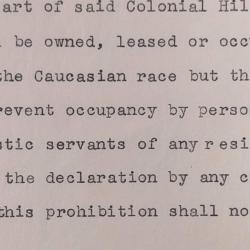 art of said Colonial Hil
be owned, leased or occ
the Caucasian race but th
revent occupancy by perso
stic servants of any resi
the declaration by any c
this prohibition shall no